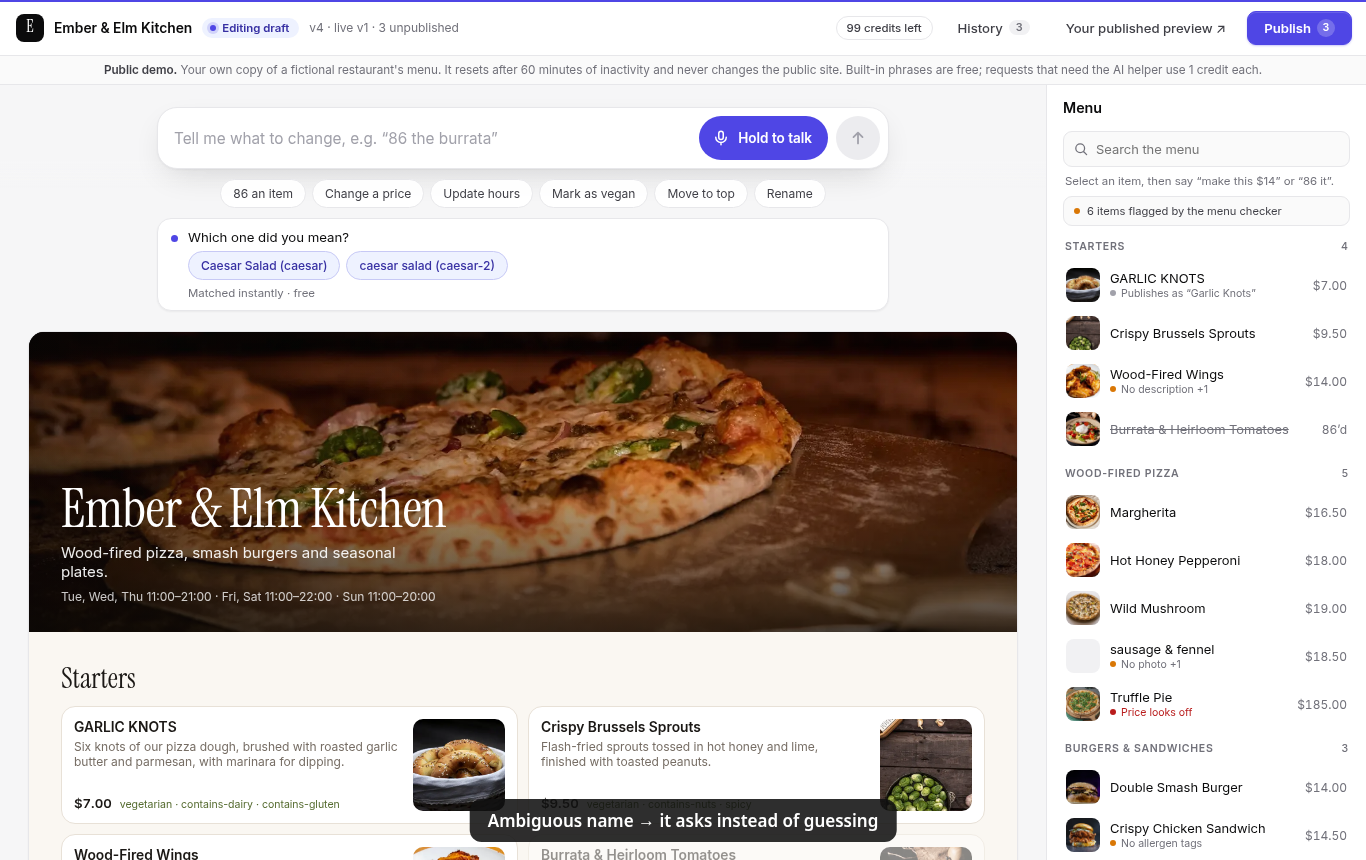 E Ember & Elm Kitchen Editing draft v4 · live v1 · 3 unpublished 99 credits left History 3 Your published preview ↗ Publish 3
Public demo. Your own copy of a fictional restaurant's menu. It resets after 60 minutes of inactivity and never changes the public site. Built-in phrases are free; requests that need the AI helper use 1 credit each.
Tell me what to change, e.g. “86 the burrata” Hold to talk
86 an item Change a price Update hours Mark as vegan Move to top Rename
Which one did you mean?
Caesar Salad (caesar) caesar salad (caesar-2)
Matched instantly · free
Ember & Elm Kitchen
Wood-fired pizza, smash burgers and seasonal
plates.
Tue, Wed, Thu 11:00–21:00 · Fri, Sat 11:00–22:00 · Sun 11:00–20:00
Starters
GARLIC KNOTS
Six knots of our pizza dough, brushed with roasted garlic
butter and parmesan, with marinara for dipping.
$7.00 vegetarian · contains-dairy · contains-gluten
Crispy Brussels Sprouts
Flash-fried sprouts tossed in hot honey and lime,
finished with toasted peanuts.
$9.50 vegetarian · contains-nuts · spicy
Wood-Fired Wings
Burrata & Heirloom Tomatoes
Ambiguous name → it asks instead of guessing
Menu
Search the menu
Select an item, then say “make this $14” or “86 it”.
6 items flagged by the menu checker
STARTERS 4
GARLIC KNOTS $7.00
Publishes as “Garlic Knots”
Crispy Brussels Sprouts $9.50
Wood-Fired Wings $14.00
No description +1
Burrata & Heirloom Tomatoes 86’d
WOOD-FIRED PIZZA 5
Margherita $16.50
Hot Honey Pepperoni $18.00
Wild Mushroom $19.00
sausage & fennel $18.50
No photo +1
Truffle Pie $185.00
Price looks off
BURGERS & SANDWICHES 3
Double Smash Burger $14.00
Crispy Chicken Sandwich $14.50
No allergen tags